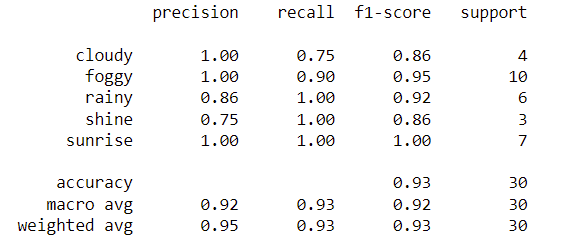 precision recall f1-score support
cloudy 1.00 0.75 0.86 4
foggy 1.00 0.90 0.95 10
rainy 0.86 1.00 0.92 6
shine 0.75 1.00 0.86 3
sunrise 1.00 1.00 1.00 7
accuracy 0.93 30
macro avg 0.92 0.93 0.92 30
weighted avg 0.95 0.93 0.93 30